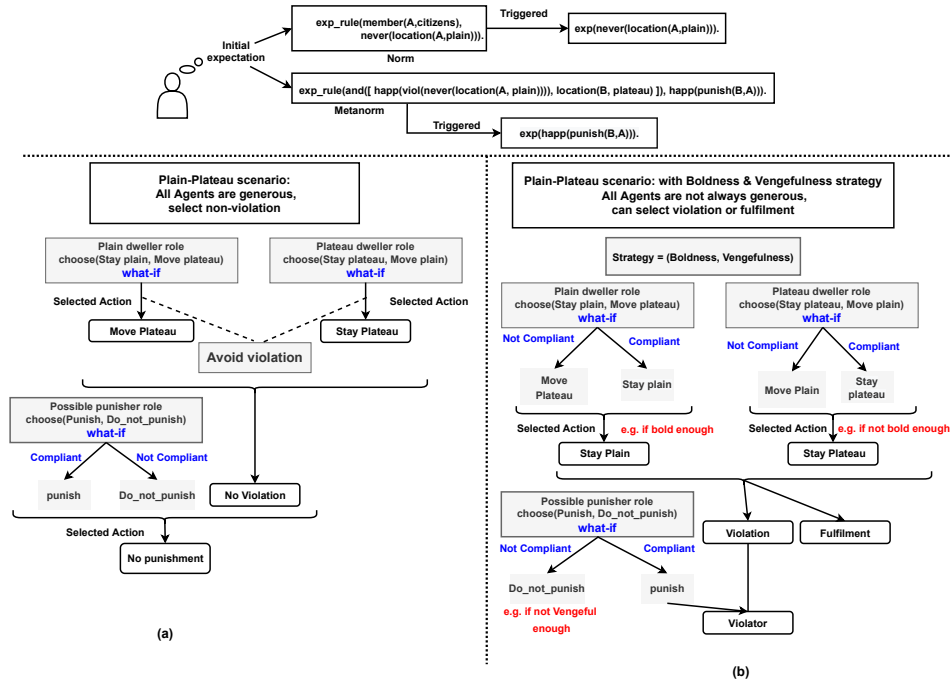 Initial
expectation
exp_rule(member(A,citizens),
never(location(A,plain))).
Norm
Triggered
exp(never(location(A,plain))).
exp_rule(and([ happ(viol(never(location(A, plain)))), location(B, plateau) ]), happ(punish(B,A))).
Metanorm
Triggered
exp(happ(punish(B,A))).
Plain-Plateau scenario:
All Agents are generous,
select non-violation
Plain dweller role
choose(Stay plain, Move plateau)
what-if
Plateau dweller role
choose(Stay plateau, Move plain)
what-if
Selected Action
Selected Action
Move Plateau
Stay Plateau
Avoid violation
Possible punisher role
choose(Punish, Do_not_punish)
what-if
Compliant
Not Compliant
punish
Do_not_punish
No Violation
Selected Action
No punishment
(a)
Plain-Plateau scenario: with Boldness & Vengefulness strategy
All Agents are not always generous,
can select violation or fulfilment
Strategy = (Boldness, Vengefulness)
Plain dweller role
choose(Stay plain, Move plateau)
what-if
Plateau dweller role
choose(Stay plateau, Move plain)
what-if
Not Compliant
Compliant
Not Compliant
Compliant
Move
Plateau
Stay plain
Move Plain
Stay
plateau
Selected Action
e.g. if bold enough
Selected Action
e.g. if not bold enough
Stay Plain
Stay Plateau
Possible punisher role
choose(Punish, Do_not_punish)
what-if
Violation
Fulfilment
Not Compliant
Compliant
Do_not_punish
punish
e.g. if not Vengeful
enough
Violator
(b)